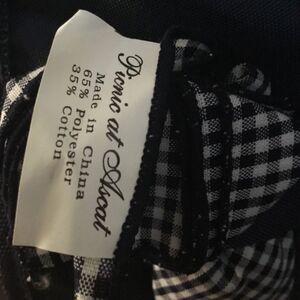 Picnic at Ascot
Made in China
65% Polyester
35% Cotton